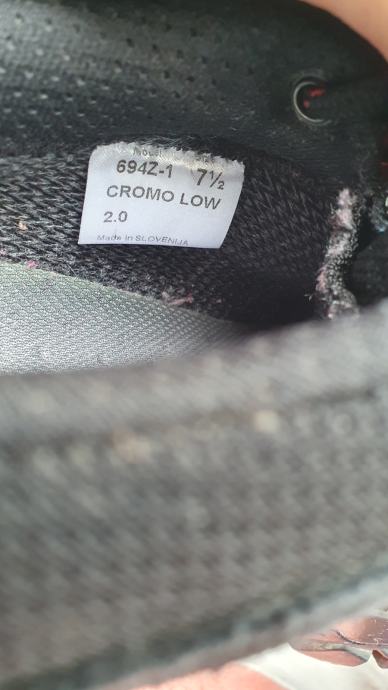 694Z-1 7½
CROMO LOW
2.0
Made in SLOVENIJA